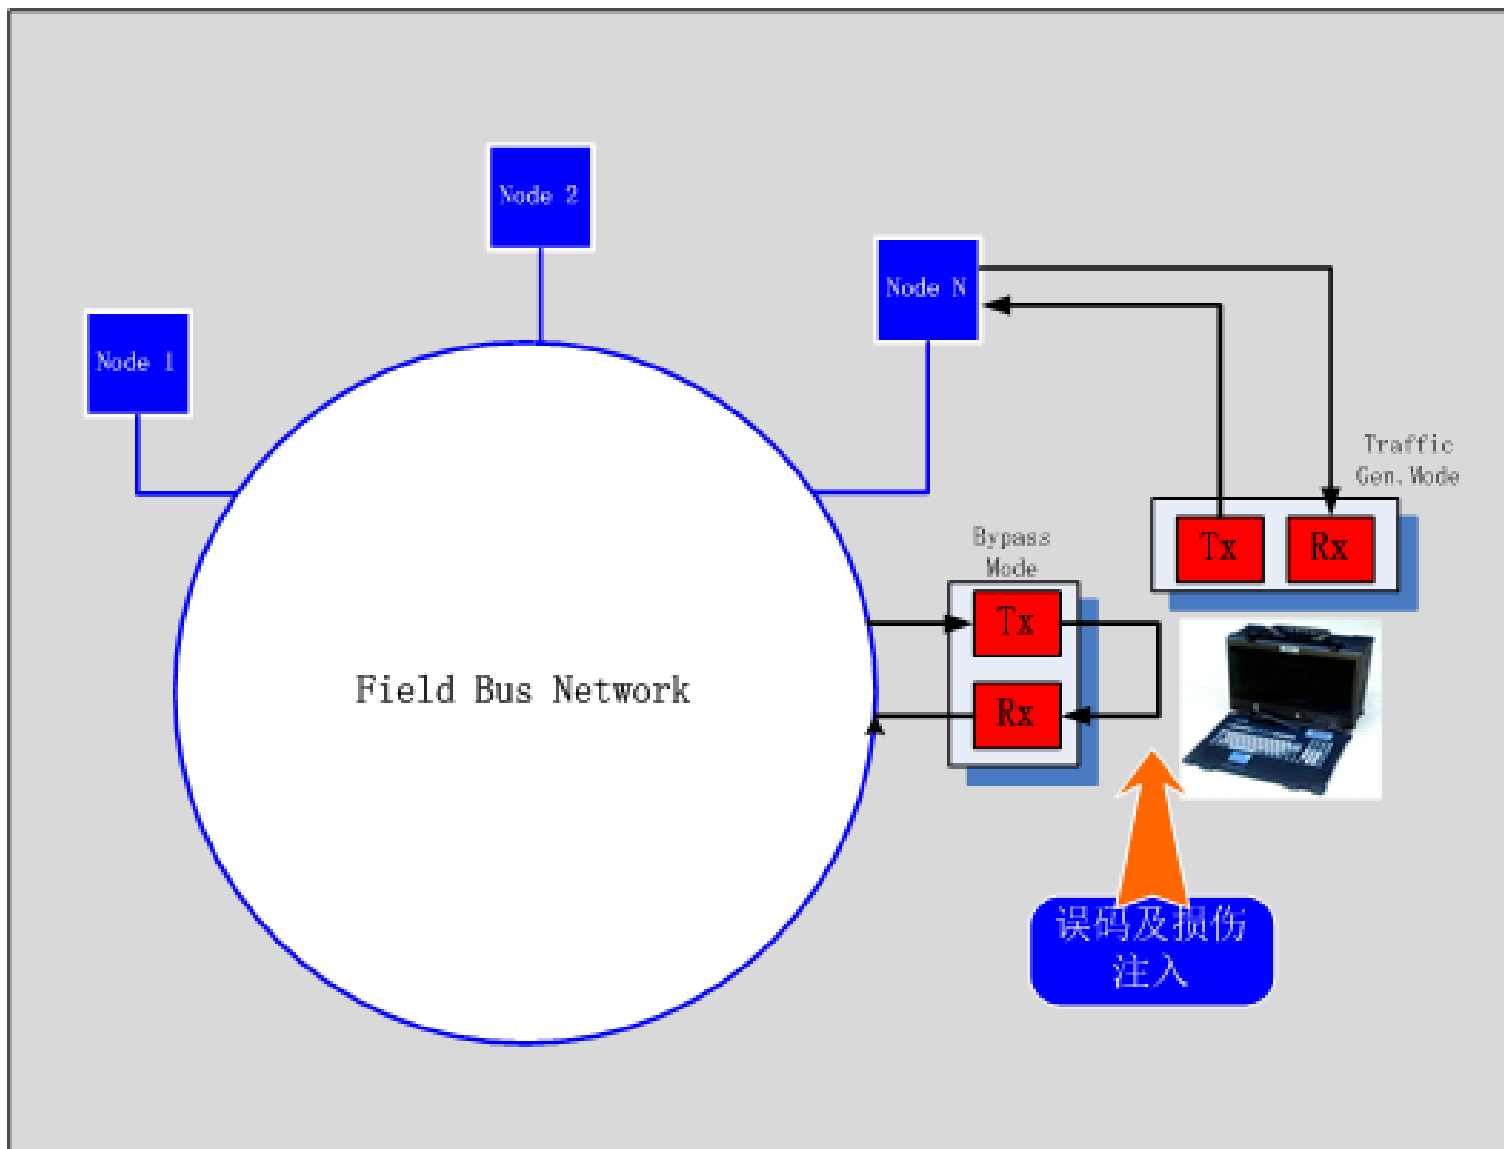 Node 2
Node N
Node 1
Traffic
Gen.Mode
Bypass
Mode
Tx
Rx
Tx
Rx
Field Bus Network
误码及损伤
注入